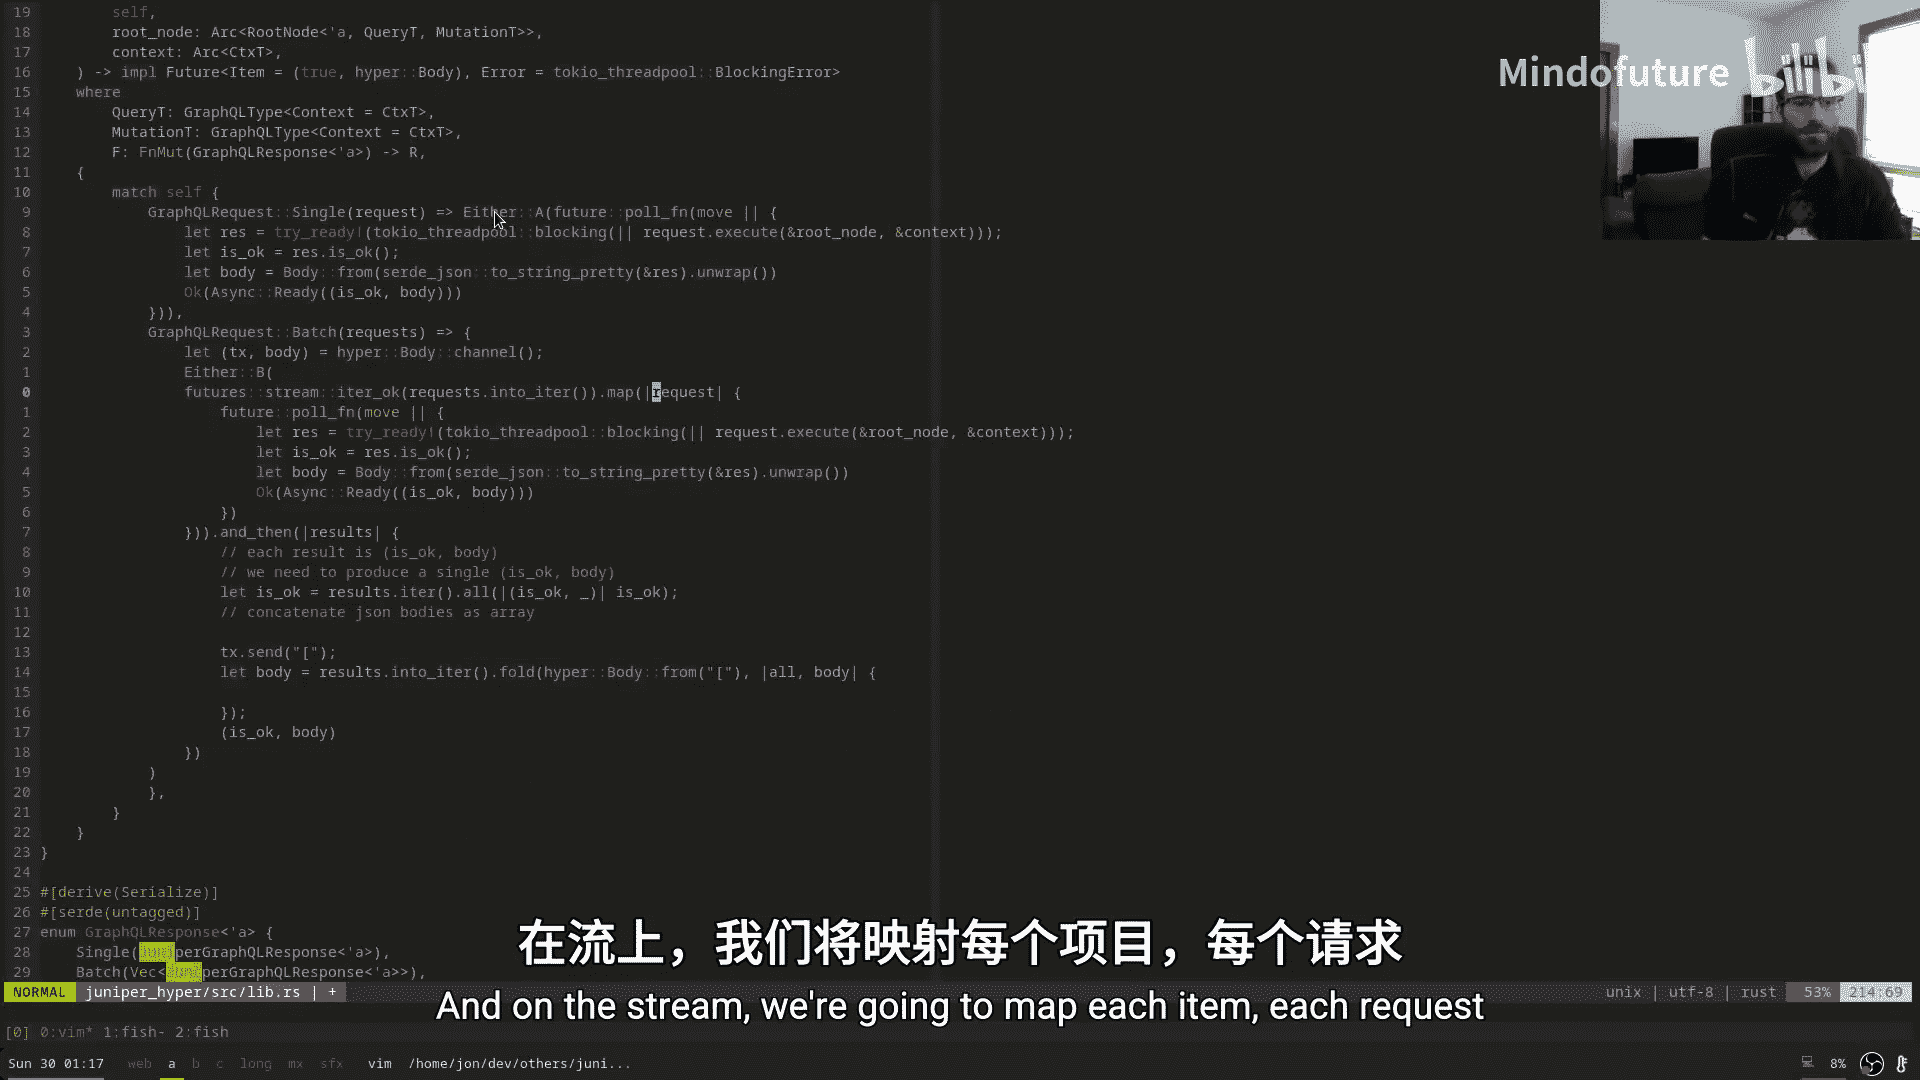 19         self,
18         root_node: Arc<RootNode<'a, QueryT, MutationT>>,
17         context: Arc<CtxT>,
16     ) -> impl Future<Item = (true, hyper::Body), Error = tokio_threadpool::BlockingError>
15     where
14         QueryT: GraphQLType<Context = CtxT>,
13         MutationT: GraphQLType<Context = CtxT>,
12         F: FnMut(GraphQLResponse<'a>) -> R,
11     {
10         match self {
9             GraphQLRequest::Single(request) => Either::A(future::poll_fn(move || {
8                 let res = try_ready!(tokio_threadpool::blocking(|| request.execute(&root_node, &context)));
7                 let is_ok = res.is_ok();
6                 let body = Body::from(serde_json::to_string_pretty(&res).unwrap())
5                 Ok(Async::Ready((is_ok, body)))
4             })),
3             GraphQLRequest::Batch(requests) => {
2                 let (tx, body) = hyper::Body::channel();
1                 Either::B(
0                 futures::stream::iter_ok(requests.into_iter()).map(|request| {
1                     future::poll_fn(move || {
2                         let res = try_ready!(tokio_threadpool::blocking(|| request.execute(&root_node, &context)));
3                         let is_ok = res.is_ok();
4                         let body = Body::from(serde_json::to_string_pretty(&res).unwrap())
5                         Ok(Async::Ready((is_ok, body)))
6                     })
7                 })).and_then(|results| {
8                     // each result is (is_ok, body)
9                     // we need to produce a single (is_ok, body)
10                     let is_ok = results.iter().all(|(is_ok, _)| is_ok);
11                     // concatenate json bodies as array
12
13                     tx.send("[");
14                     let body = results.into_iter().fold(hyper::Body::from("["), |all, body| {
15
16                     });
17                     (is_ok, body)
18                 })
19             )
20             },
21         }
22     }
23 }
24
25 #[derive(Serialize)]
26 #[serde(untagged)]
27 enum GraphQLResponse<'a> {
28     Single(JuniperGraphQLResponse<'a>),
29     Batch(Vec<JuniperGraphQLResponse<'a>>),
NORMAL juniper_hyper/src/lib.rs | + unix | utf-8 | rust 53% 214:69
[0] 0:vim* 1:fish- 2:fish
Sun 30 01:17 web a b c long mx sfx vim /home/jon/dev/others/juni... 8%
Mindofuture bilibi
在流上，我们将映射每个项目，每个请求
And on the stream, we're going to map each item, each request